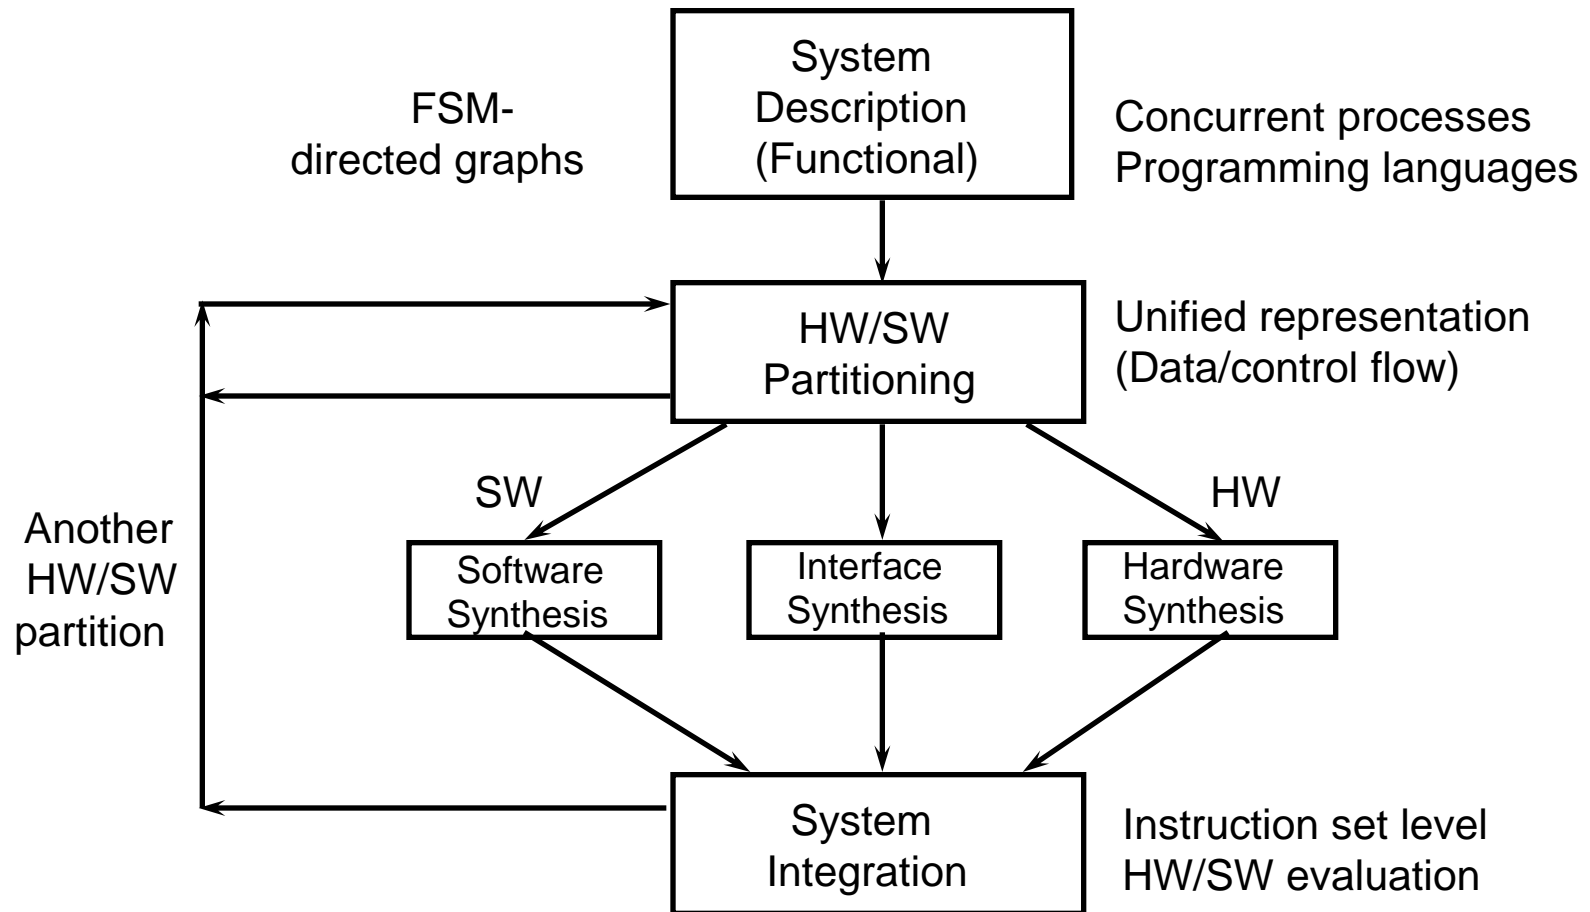 System
Description
(Functional)
FSM-
directed graphs
Concurrent processes
Programming languages
HW/SW
Partitioning
Unified representation
(Data/control flow)
SW
HW
Another
HW/SW
partition
Software
Synthesis
Interface
Synthesis
Hardware
Synthesis
System
Integration
Instruction set level
HW/SW evaluation